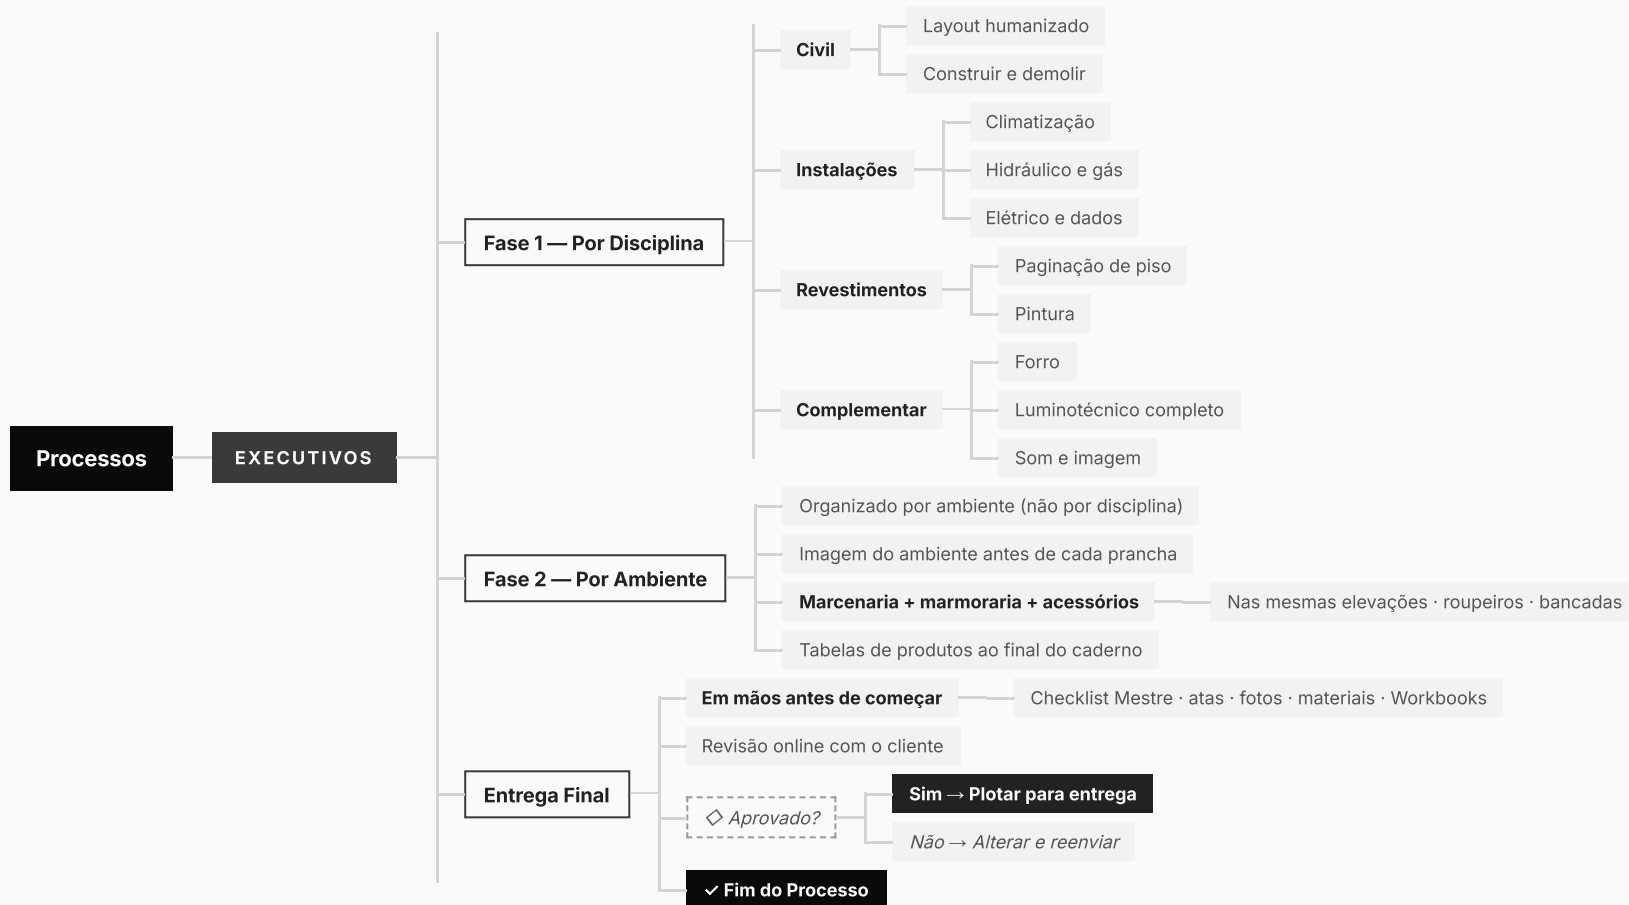 Processos
EXECUTIVOS
Fase 1 — Por Disciplina
Civil
Layout humanizado
Construir e demolir
Instalações
Climatização
Hidráulico e gás
Elétrico e dados
Revestimentos
Paginação de piso
Pintura
Complementar
Forro
Luminotécnico completo
Som e imagem
Fase 2 — Por Ambiente
Organizado por ambiente (não por disciplina)
Imagem do ambiente antes de cada prancha
Marcenaria + marmoraria + acessórios
Nas mesmas elevações · roupeiros · bancadas
Tabelas de produtos ao final do caderno
Entrega Final
Em mãos antes de começar
Checklist Mestre · atas · fotos · materiais · Workbooks
Revisão online com o cliente
◇ Aprovado?
Sim → Plotar para entrega
Não → Alterar e reenviar
✓ Fim do Processo